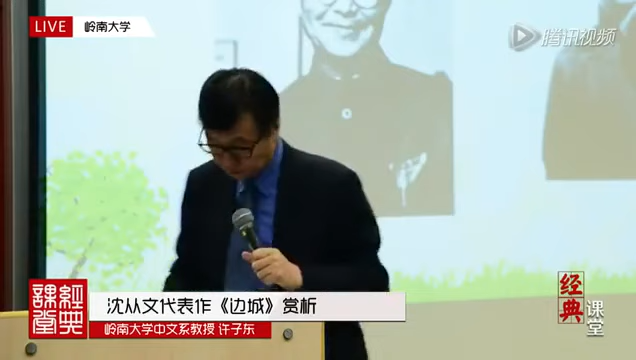 LIVE 岭南大学
腾讯视频
经典
课堂
經典
課堂
沈从文代表作《边城》赏析
岭南大学中文系教授 许子东